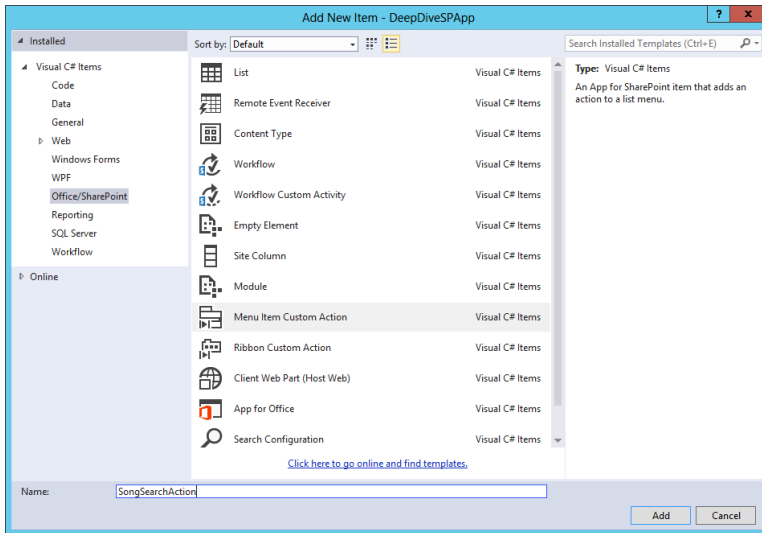 Add New Item - DeepDiveSPApp
? x
Installed
Sort by: Default
Search Installed Templates (Ctrl+E)
Visual C# Items
Code
Data
General
Web
Windows Forms
WPF
Office/SharePoint
Reporting
SQL Server
Workflow
Online
List Visual C# Items
Remote Event Receiver Visual C# Items
Content Type Visual C# Items
Workflow Visual C# Items
Workflow Custom Activity Visual C# Items
Empty Element Visual C# Items
Site Column Visual C# Items
Module Visual C# Items
Menu Item Custom Action Visual C# Items
Ribbon Custom Action Visual C# Items
Client Web Part (Host Web) Visual C# Items
App for Office Visual C# Items
Search Configuration Visual C# Items
Click here to go online and find templates.
Type: Visual C# Items
An App for SharePoint item that adds an
action to a list menu.
Name: SongSearchAction
Add Cancel